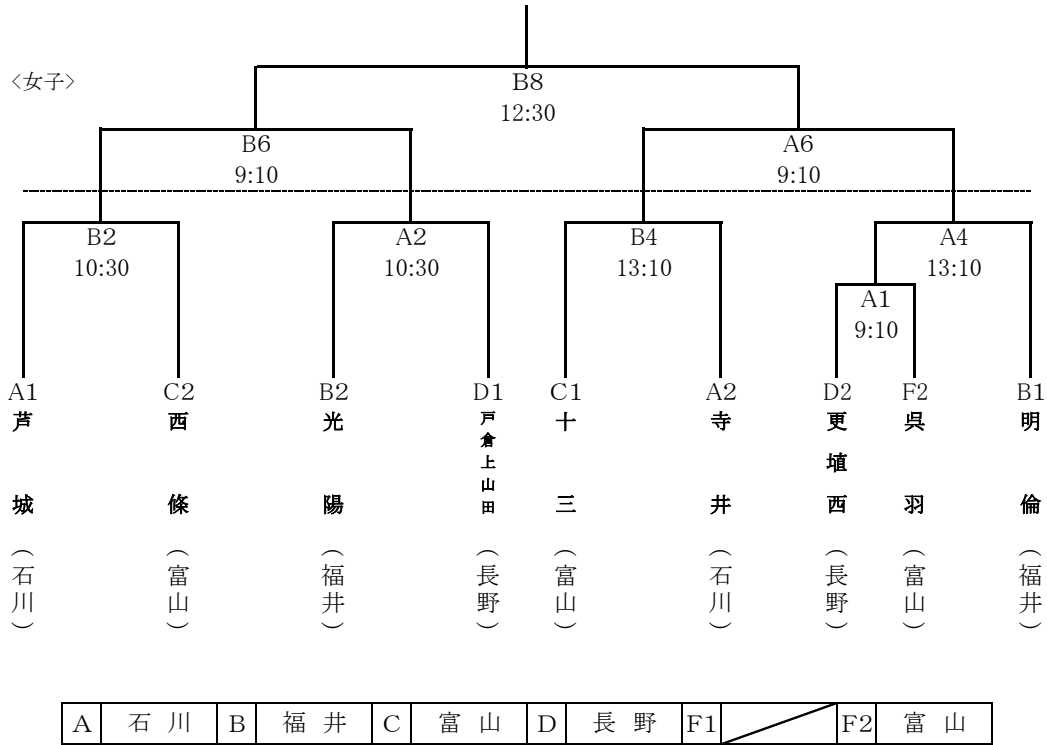 <女子>
B8
12:30
B6
A6
9:10
9:10
B2
A2
B4
A4
10:30
10:30
13:10
13:10
A1
9:10
A1
C2
B2
D1
C1
A2
D2
F2
B1
芦城
西條
光陽
戸倉上山田
十三
寺井
更埴西
呉羽
明倫
(石川)
(富山)
(福井)
(長野)
(富山)
(石川)
(長野)
(富山)
(福井)
A 石川 B 福井 C 富山 D 長野 F1 F2 富山